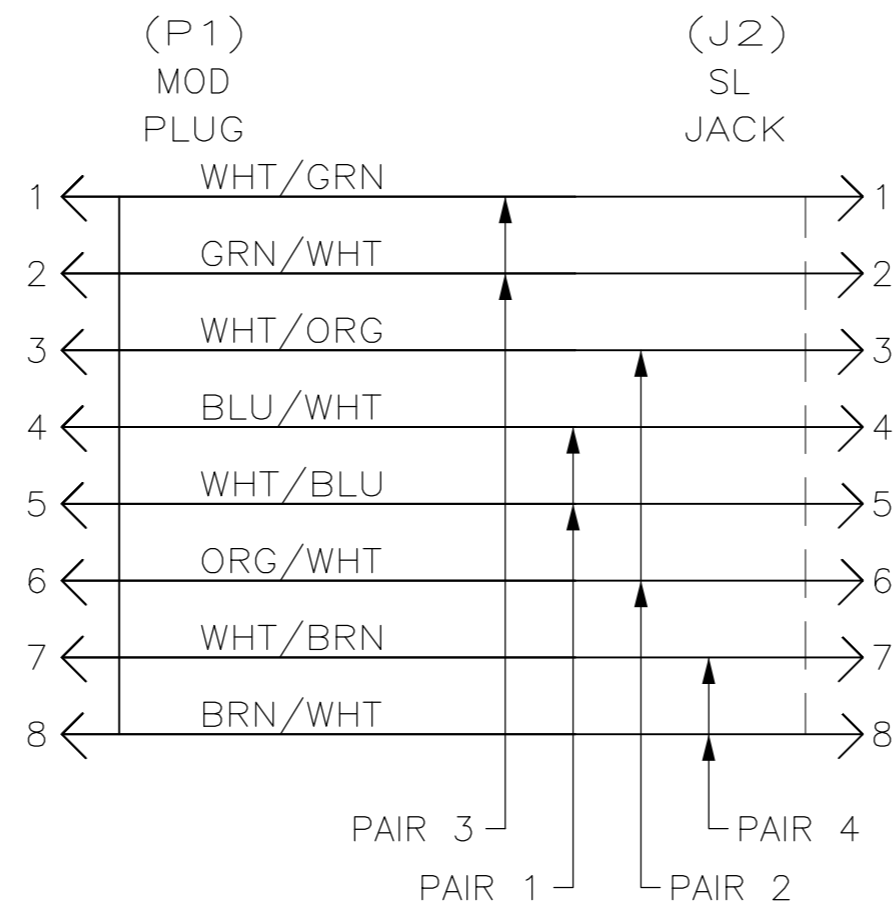 (P1) (J2)
MOD SL
PLUG JACK
1 WHT/GRN 1
2 GRN/WHT 2
3 WHT/ORG 3
4 BLU/WHT 4
5 WHT/BLU 5
6 ORG/WHT 6
7 WHT/BRN 7
8 BRN/WHT 8
PAIR 3 PAIR 4
PAIR 1 PAIR 2